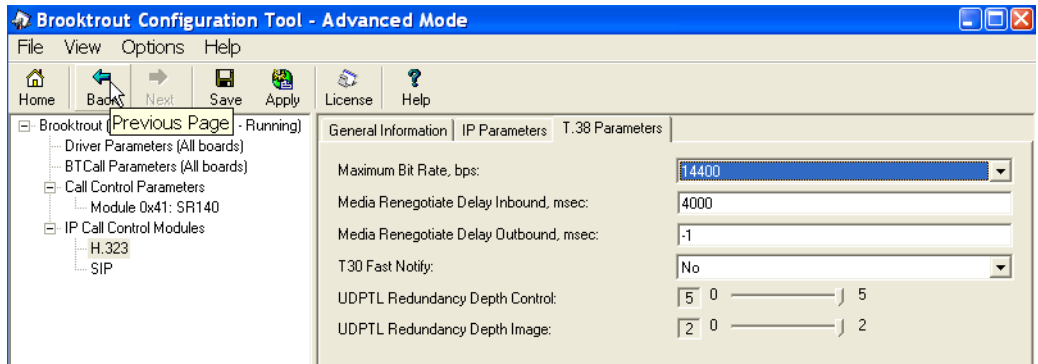 Brooktrout Configuration Tool - Advanced Mode
File View Options Help
Home Back Next Save Apply License Help
Previous Page
Brooktrout ( - Running)
Driver Parameters (All boards)
BTCall Parameters (All boards)
Call Control Parameters
Module 0x41: SR140
IP Call Control Modules
H.323
SIP
General Information IP Parameters T.38 Parameters
Maximum Bit Rate, bps: 14400
Media Renegotiate Delay Inbound, msec: 4000
Media Renegotiate Delay Outbound, msec: -1
T30 Fast Notify: No
UDPTL Redundancy Depth Control: 5 0 5
UDPTL Redundancy Depth Image: 2 0 2